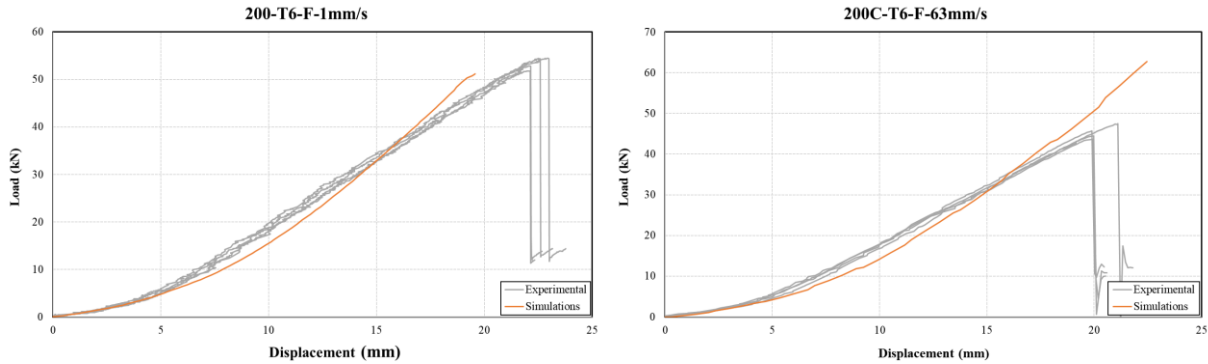 200-T6-F-1mm/s
60
50
40
30
20
10
0
Load (kN)
0 5 10 15 20 25
Displacement (mm)
Experimental
Simulations
200C-T6-F-63mm/s
70
60
50
40
30
20
10
0
Load (kN)
0 5 10 15 20 25
Displacement (mm)
Experimental
Simulations